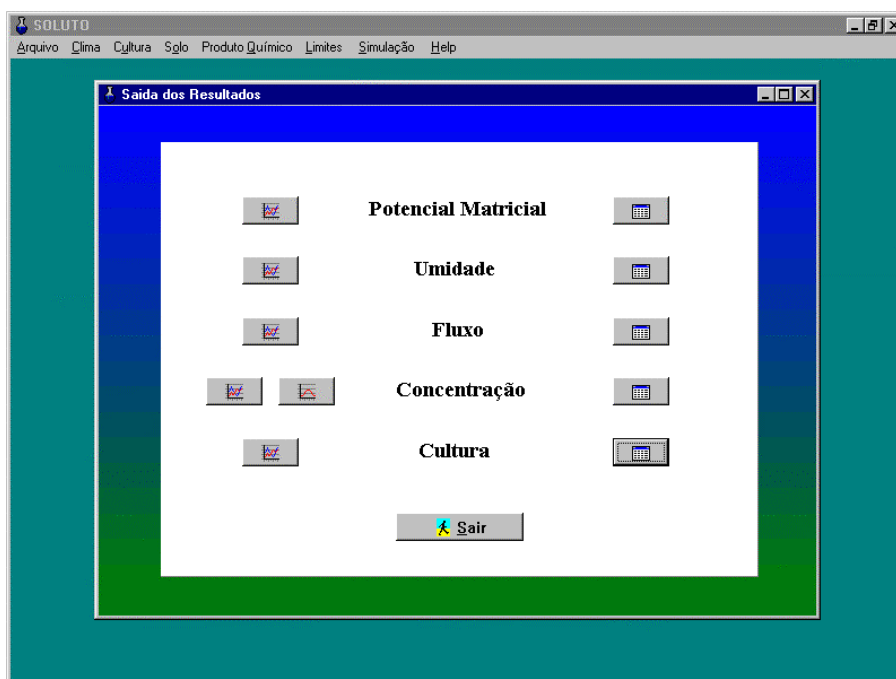 SOLUTO
Arquivo Clima Cultura Solo Produto Químico Limites Simulação Help
Saida dos Resultados
Potencial Matricial
Umidade
Fluxo
Concentração
Cultura
Sair